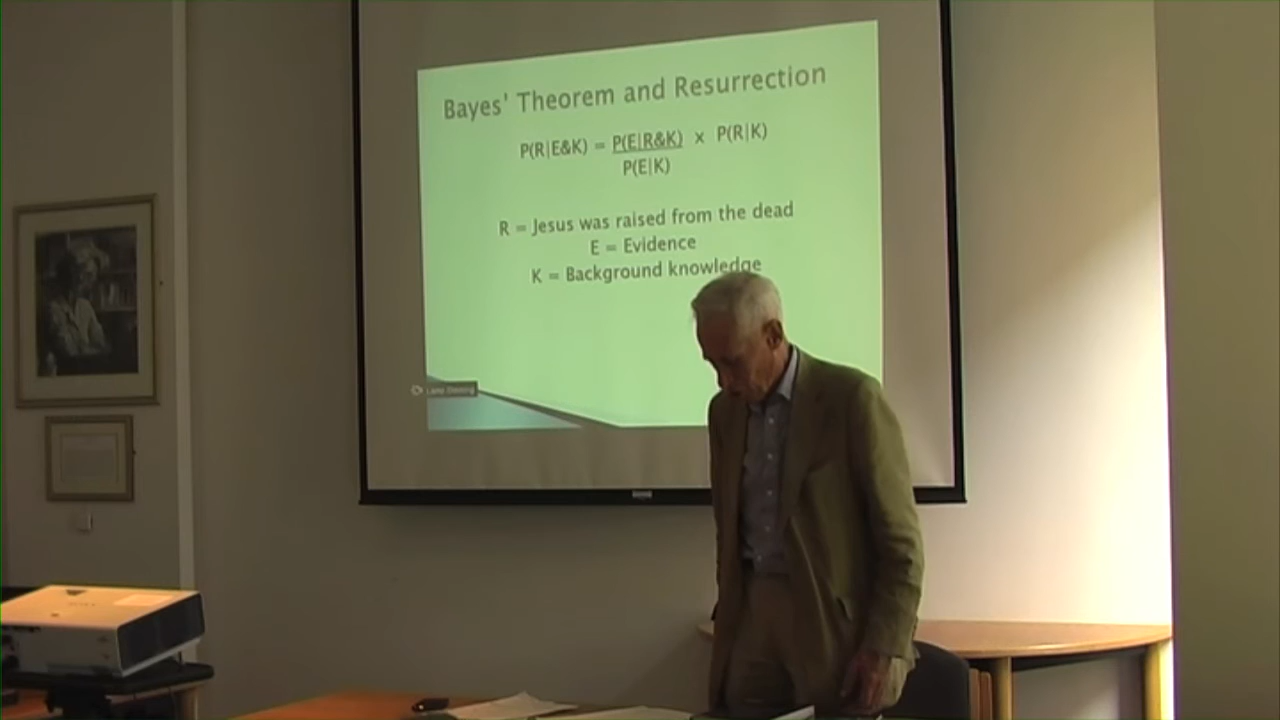 Bayes' Theorem and Resurrection
P(R|E&K) = P(E|R&K) x P(R|K)
P(E|K)
R = Jesus was raised from the dead
E = Evidence
K = Background knowledge